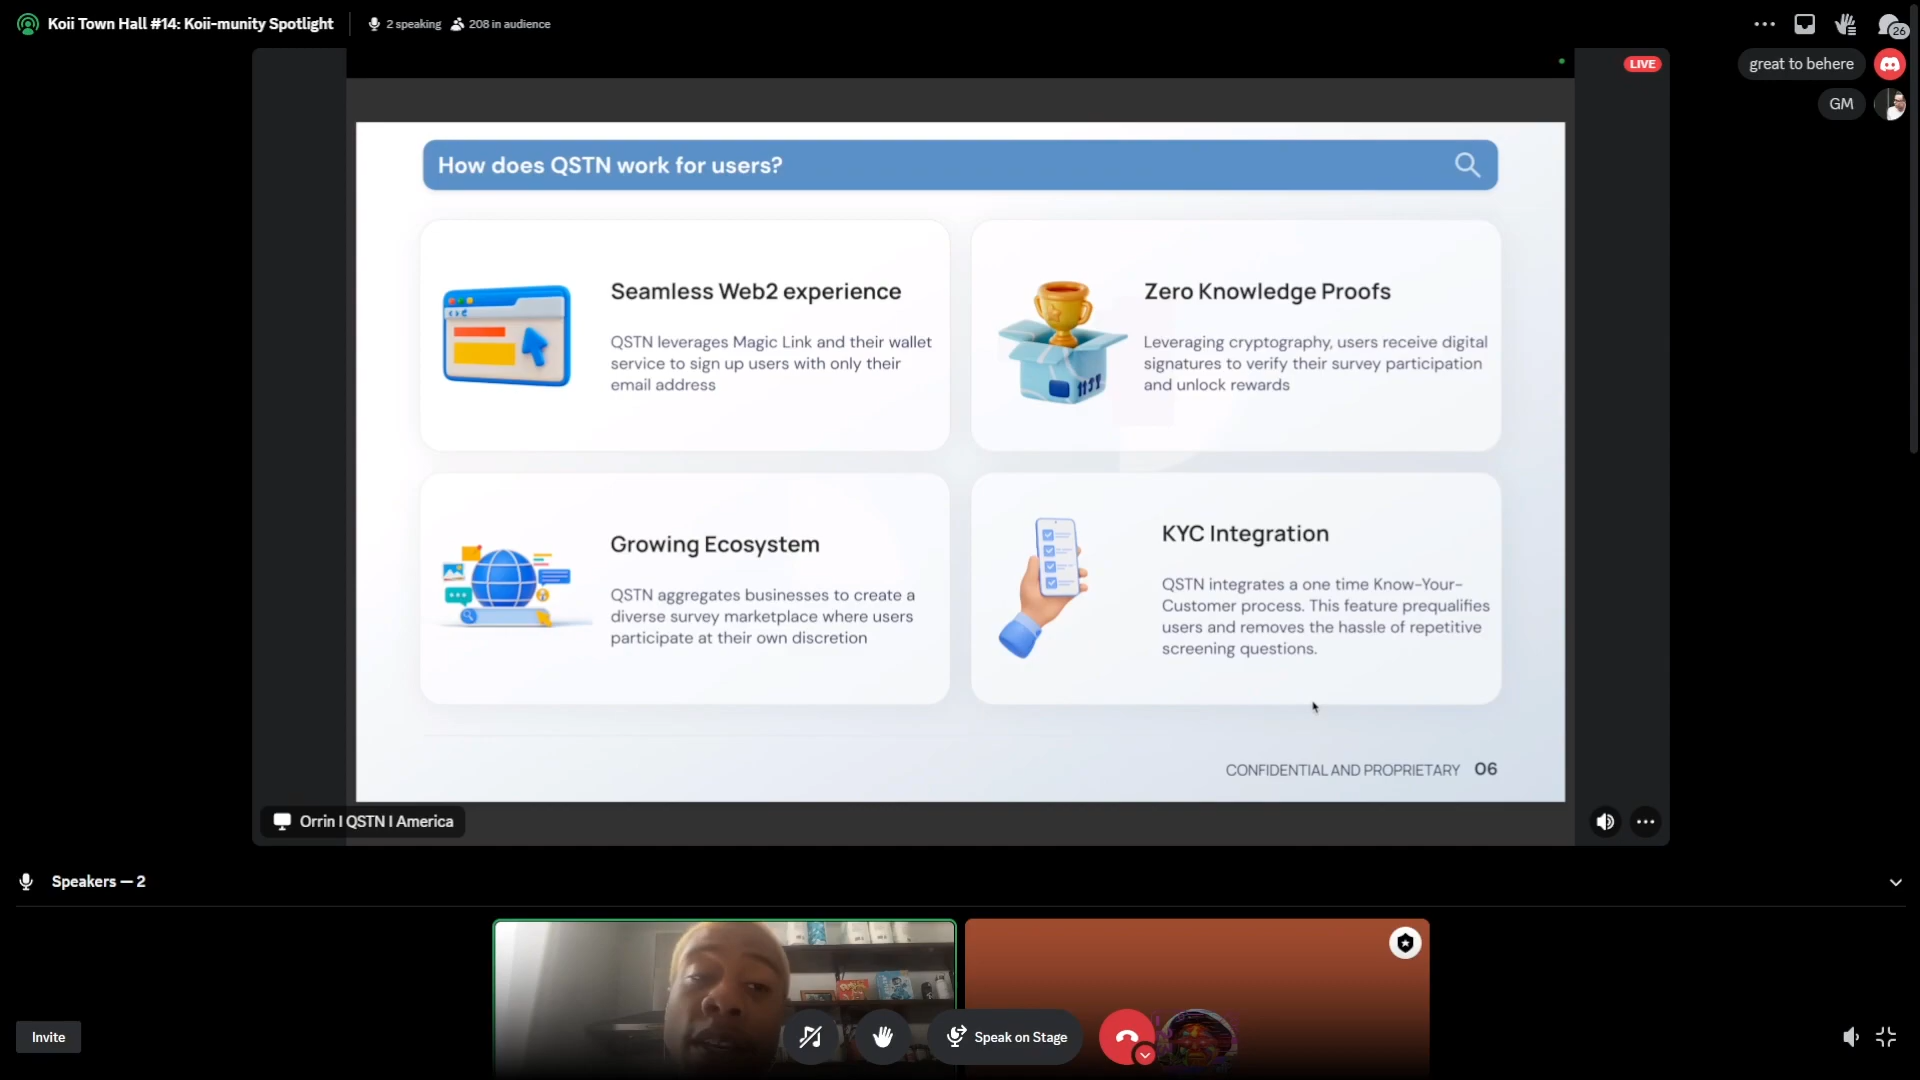 Koii Town Hall #14: Koii-munity Spotlight
2 speaking
208 in audience
26
LIVE
great to behere
GM
How does QSTN work for users?
Seamless Web2 experience
QSTN leverages Magic Link and their wallet
service to sign up users with only their
email address
Zero Knowledge Proofs
Leveraging cryptography, users receive digital
signatures to verify their survey participation
and unlock rewards
Growing Ecosystem
QSTN aggregates businesses to create a
diverse survey marketplace where users
participate at their own discretion
KYC Integration
QSTN integrates a one time Know-Your-
Customer process. This feature prequalifies
users and removes the hassle of repetitive
screening questions.
CONFIDENTIAL AND PROPRIETARY 06
Orrin I QSTN I America
Speakers — 2
Invite
Speak on Stage